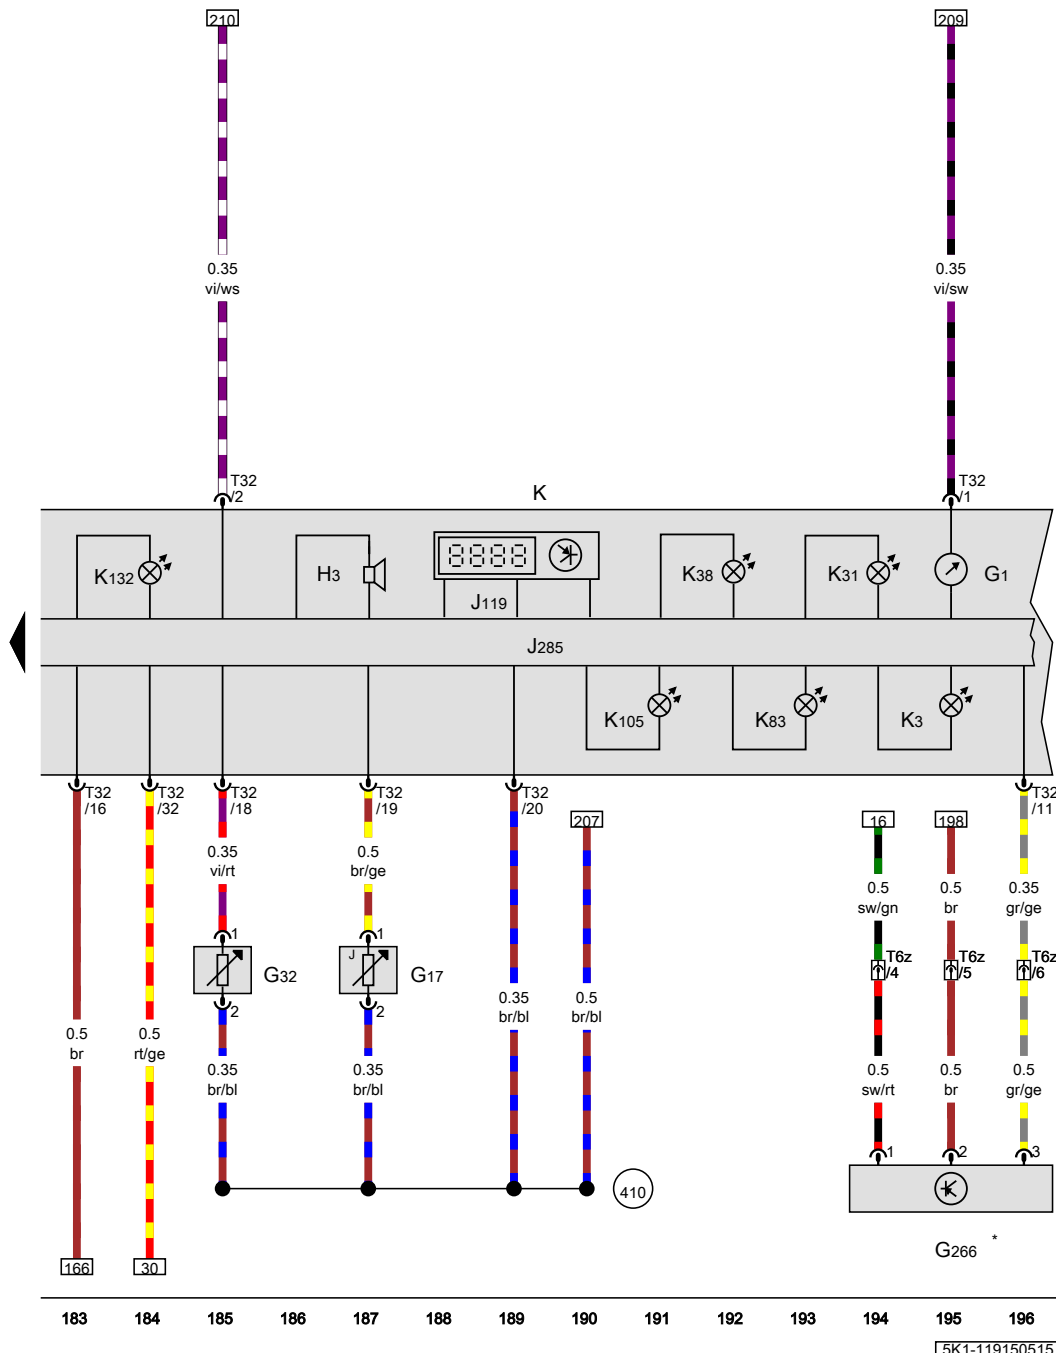 210 209
0.35 0.35
vi/ws vi/sw
T32 T32
/2 K /1
K132 H3 J119 K38 K31 G1
J285
K105 K83 K3
T32 T32 T32 T32 T32 T32
/16 /32 /18 /19 /20 /11
207 16 198
0.35 0.5 0.5 0.5 0.35
vi/rt br/ge sw/gn br gr/ge
1 1
T6z T6z T6z
/4 /5 /6
J
G32 G17
2 2
0.35 0.5
br/bl br/bl
0.5 0.5
br rt/ge
0.35 0.35 0.5 0.5 0.5
br/bl br/bl sw/rt br gr/ge
1 2 3
410
G266 *
166 30
183 184 185 186 187 188 189 190 191 192 193 194 195 196
5K1-119150515